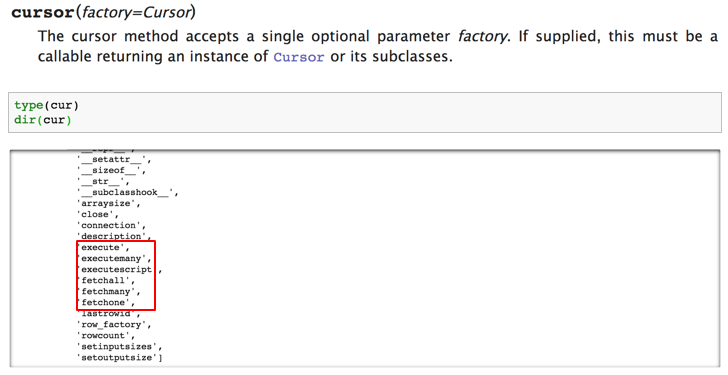 cursor(factory=Cursor)
The cursor method accepts a single optional parameter factory. If supplied, this must be a
callable returning an instance of Cursor or its subclasses.
type(cur)
dir(cur)
'__setattr__',
'__sizeof__',
'__str__',
'__subclasshook__',
'arraysize',
'close',
'connection',
'description',
'execute',
'executemany',
'executescript',
'fetchall',
'fetchmany',
'fetchone',
'lastrowid',
'row_factory',
'rowcount',
'setinputsizes',
'setoutputsize']